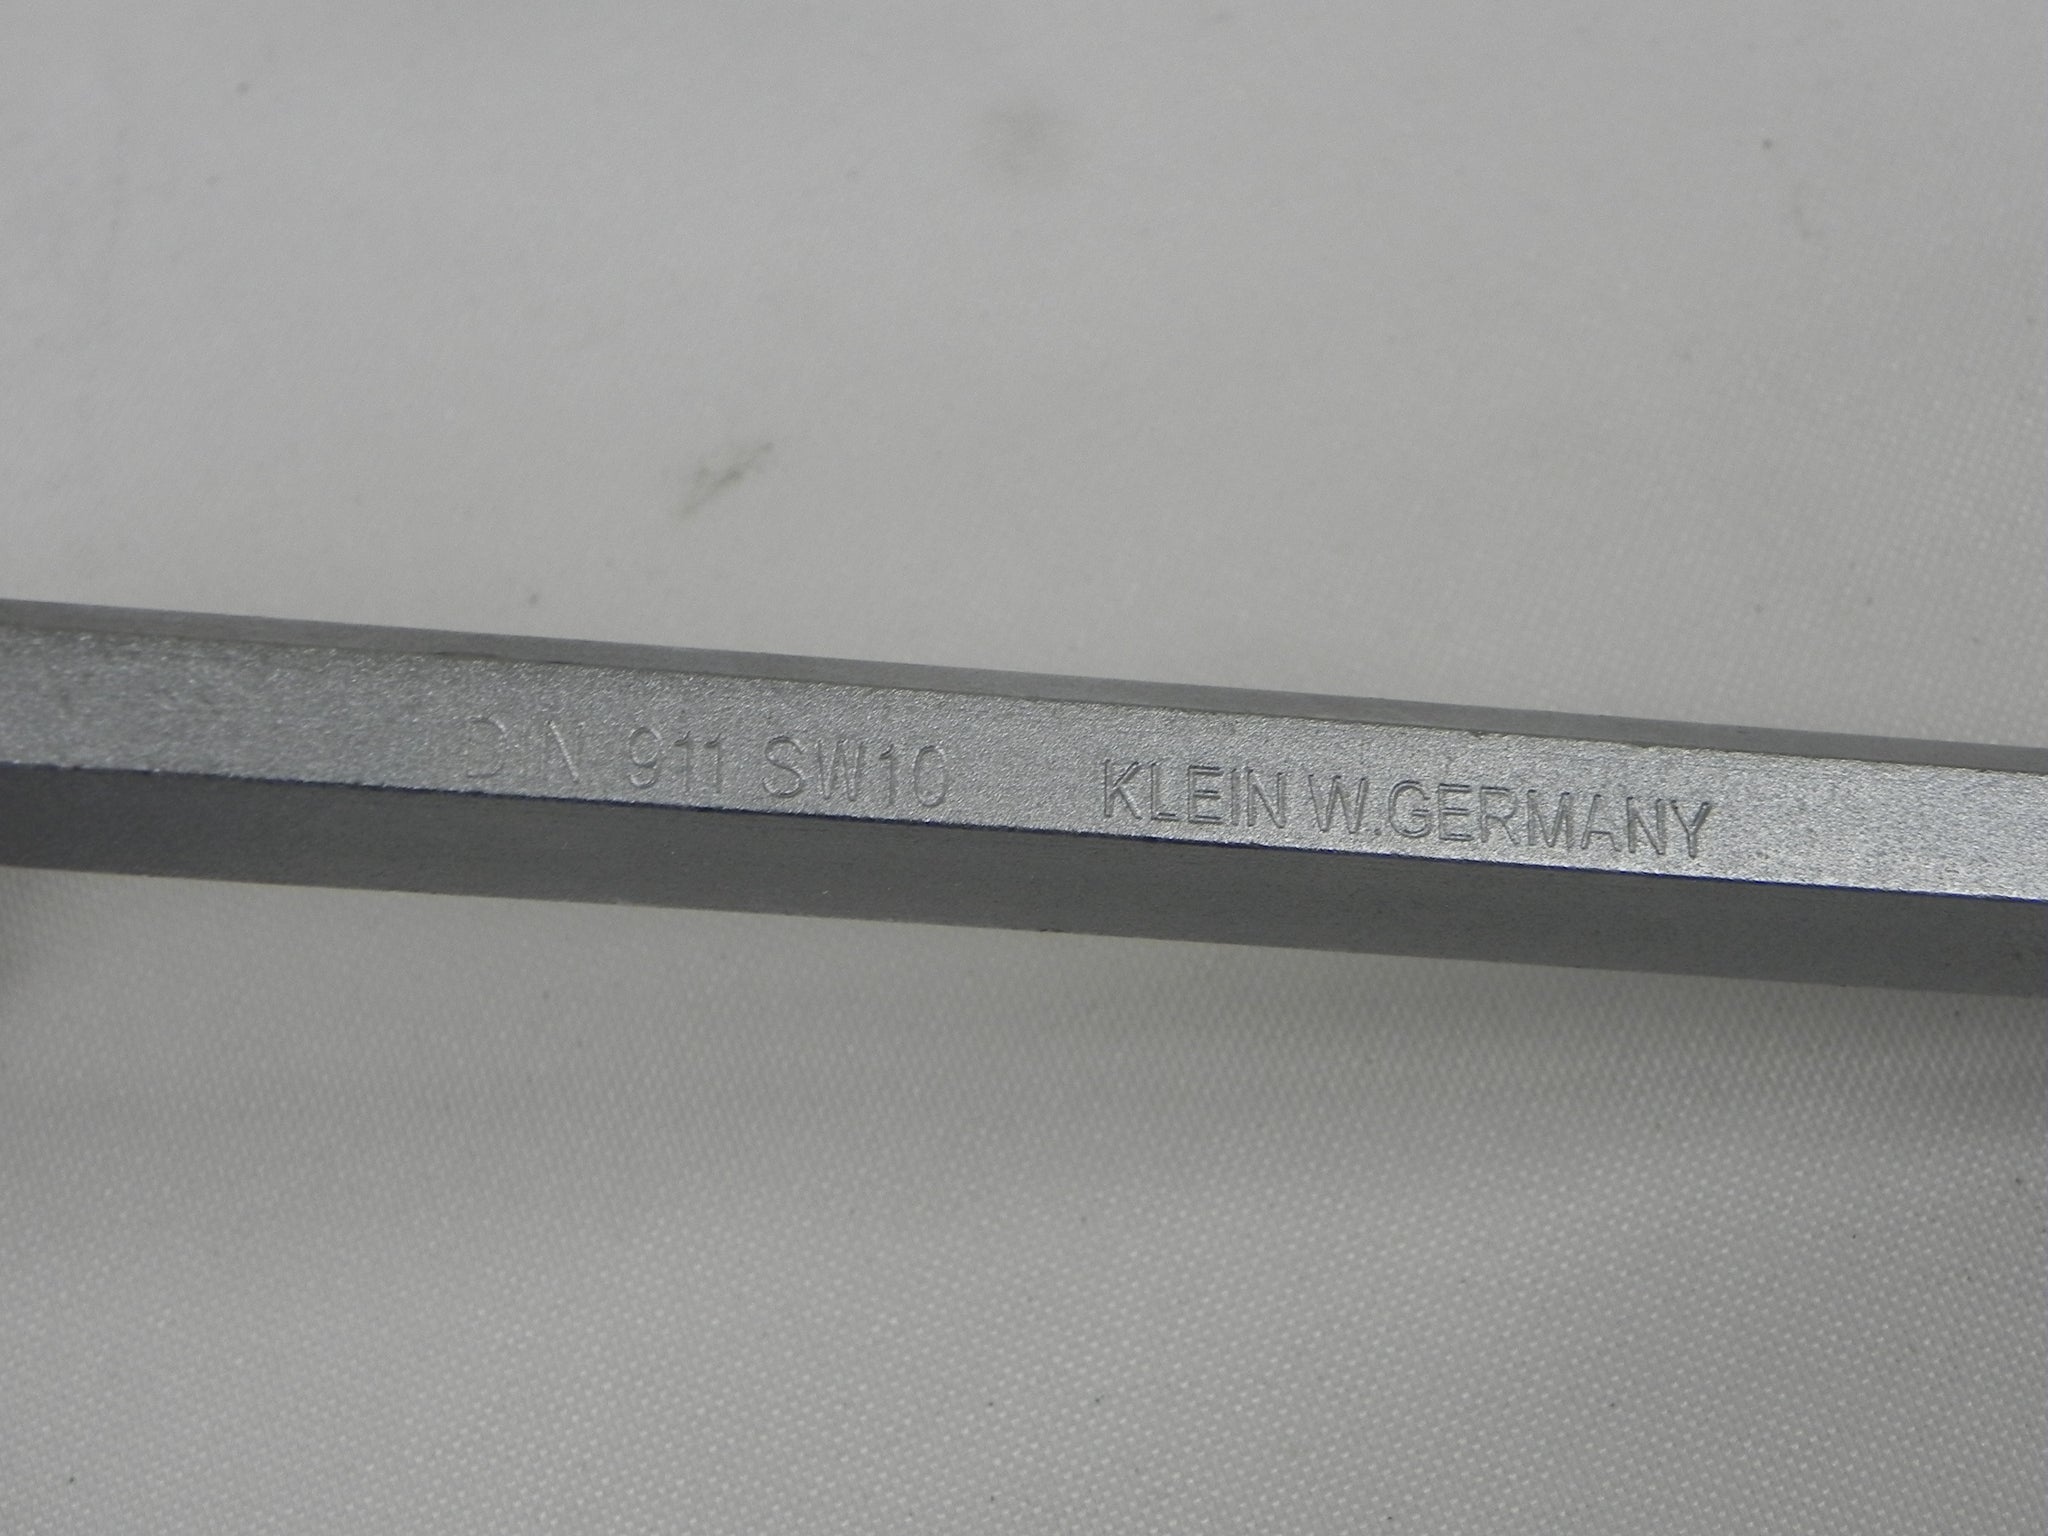 DIN 911 SW10 KLEIN W.GERMANY